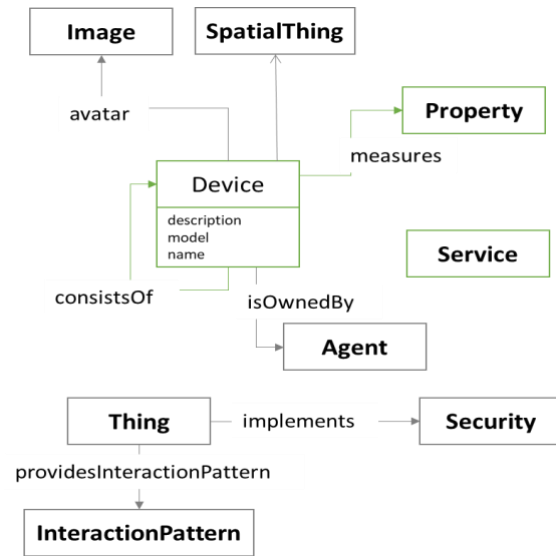 Image
SpatialThing
avatar
Property
measures
Device
description
model
name
Service
consistsOf
isOwnedBy
Agent
Thing
implements
Security
providesInteractionPattern
InteractionPattern